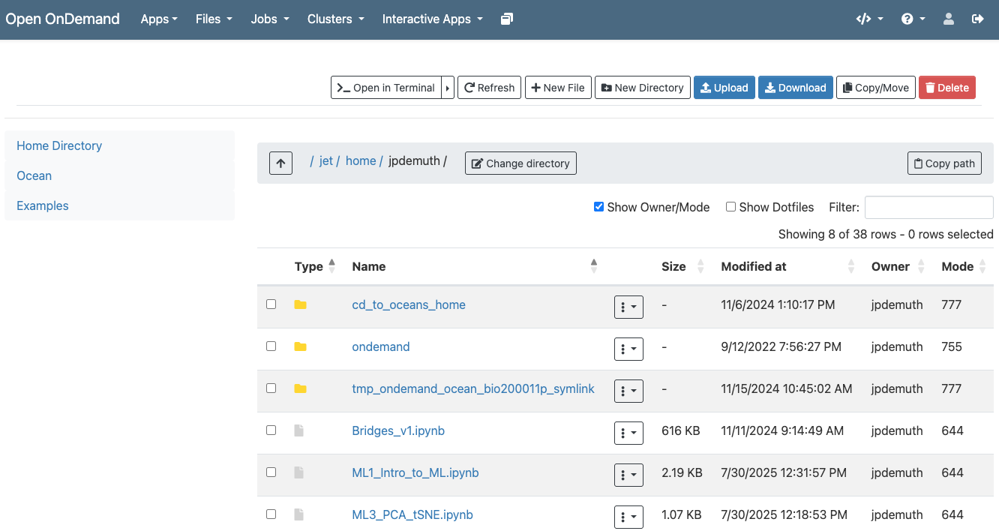 Open OnDemand Apps Files Jobs Clusters Interactive Apps
Open in Terminal Refresh New File New Directory Upload Download Copy/Move Delete
Home Directory
Ocean
Examples
/ jet / home / jpdemuth / Change directory Copy path
Show Owner/Mode Show Dotfiles Filter:
Showing 8 of 38 rows - 0 rows selected
Type Name Size Modified at Owner Mode
cd_to_oceans_home - 11/6/2024 1:10:17 PM jpdemuth 777
ondemand - 9/12/2022 7:56:27 PM jpdemuth 755
tmp_ondemand_ocean_bio200011p_symlink - 11/15/2024 10:45:02 AM jpdemuth 777
Bridges_v1.ipynb 616 KB 11/11/2024 9:14:49 AM jpdemuth 644
ML1_Intro_to_ML.ipynb 2.19 KB 7/30/2025 12:31:57 PM jpdemuth 644
ML3_PCA_tSNE.ipynb 1.07 KB 7/30/2025 12:18:53 PM jpdemuth 644